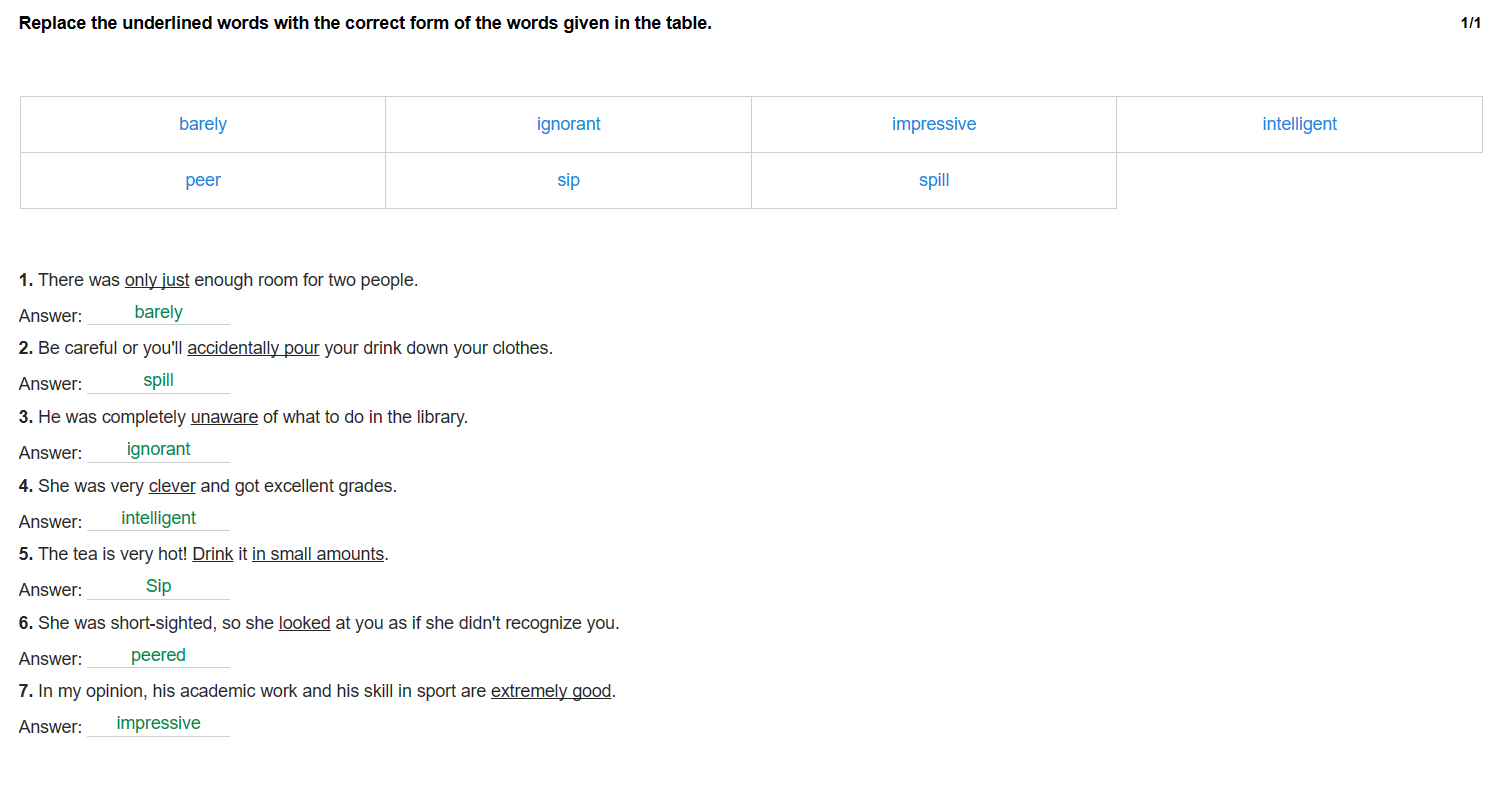 Replace the underlined words with the correct form of the words given in the table. 1/1
barely ignorant impressive intelligent
peer sip spill
1. There was only just enough room for two people.
Answer: barely
2. Be careful or you'll accidentally pour your drink down your clothes.
Answer: spill
3. He was completely unaware of what to do in the library.
Answer: ignorant
4. She was very clever and got excellent grades.
Answer: intelligent
5. The tea is very hot! Drink it in small amounts.
Answer: Sip
6. She was short-sighted, so she looked at you as if she didn't recognize you.
Answer: peered
7. In my opinion, his academic work and his skill in sport are extremely good.
Answer: impressive